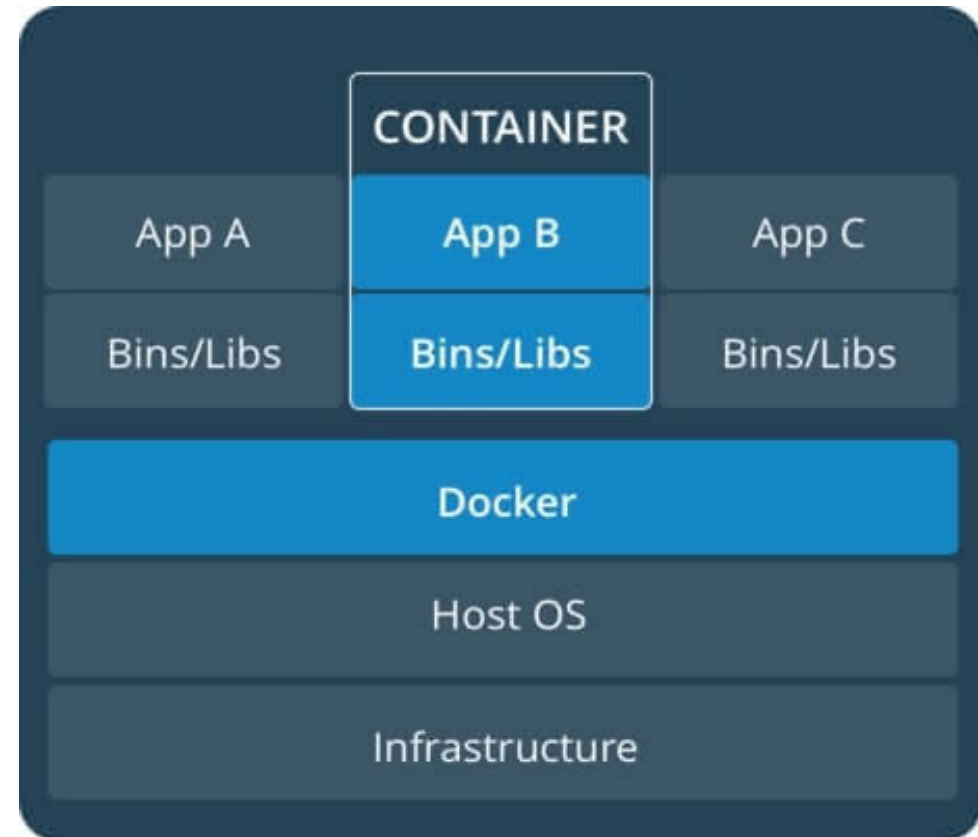 CONTAINER
App A
App B
App C
Bins/Libs
Bins/Libs
Bins/Libs
Docker
Host OS
Infrastructure